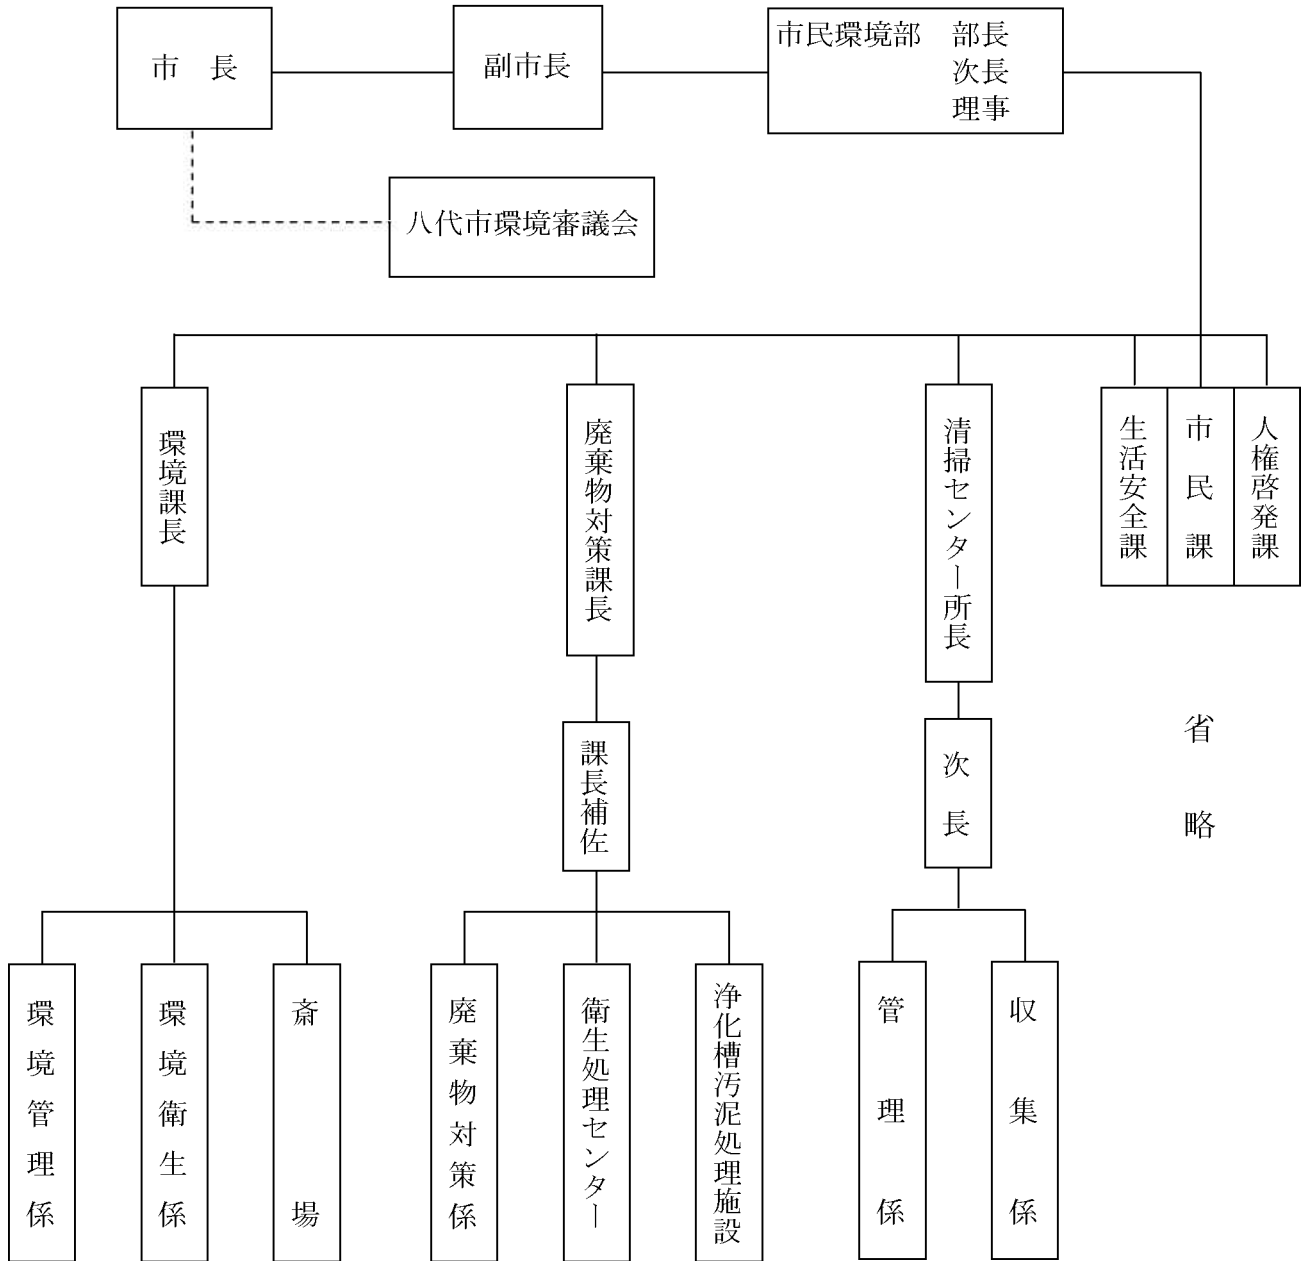 市　長
副市長
市民環境部　部長
次長
理事
八代市環境審議会
環境課長
廃棄物対策課長
清掃センター所長
生活安全課
市民課
人権啓発課
課長補佐
次長
省略
環境管理係
環境衛生係
斎場
廃棄物対策係
衛生処理センター
浄化槽汚泥処理施設
管理係
収集係